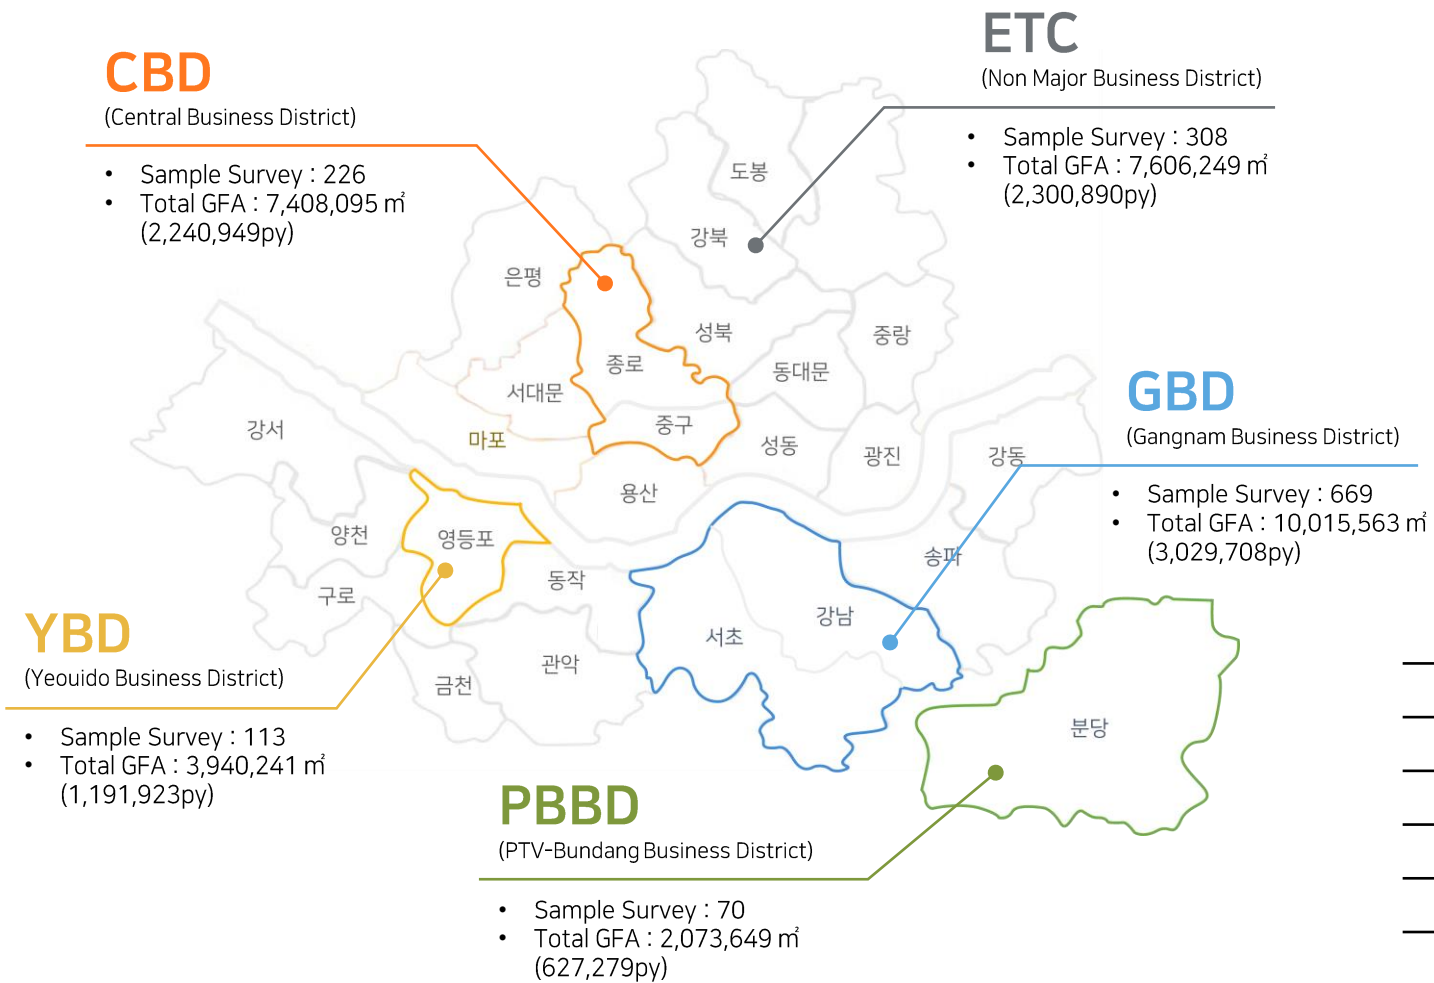 CBD
(Central Business District)
• Sample Survey : 226
• Total GFA : 7,408,095 ㎡
(2,240,949py)
ETC
(Non Major Business District)
• Sample Survey : 308
• Total GFA : 7,606,249 ㎡
(2,300,890py)
도봉
강북
은평
성북
중랑
종로
동대문
서대문
중구
마포
강서
성동
광진
강동
용산
양천
영등포
동작
송파
구로
강남
서초
관악
금천
분당
GBD
(Gangnam Business District)
• Sample Survey : 669
• Total GFA : 10,015,563 ㎡
(3,029,708py)
YBD
(Yeouido Business District)
• Sample Survey : 113
• Total GFA : 3,940,241 ㎡
(1,191,923py)
PBBD
(PTV-Bundang Business District)
• Sample Survey : 70
• Total GFA : 2,073,649 ㎡
(627,279py)